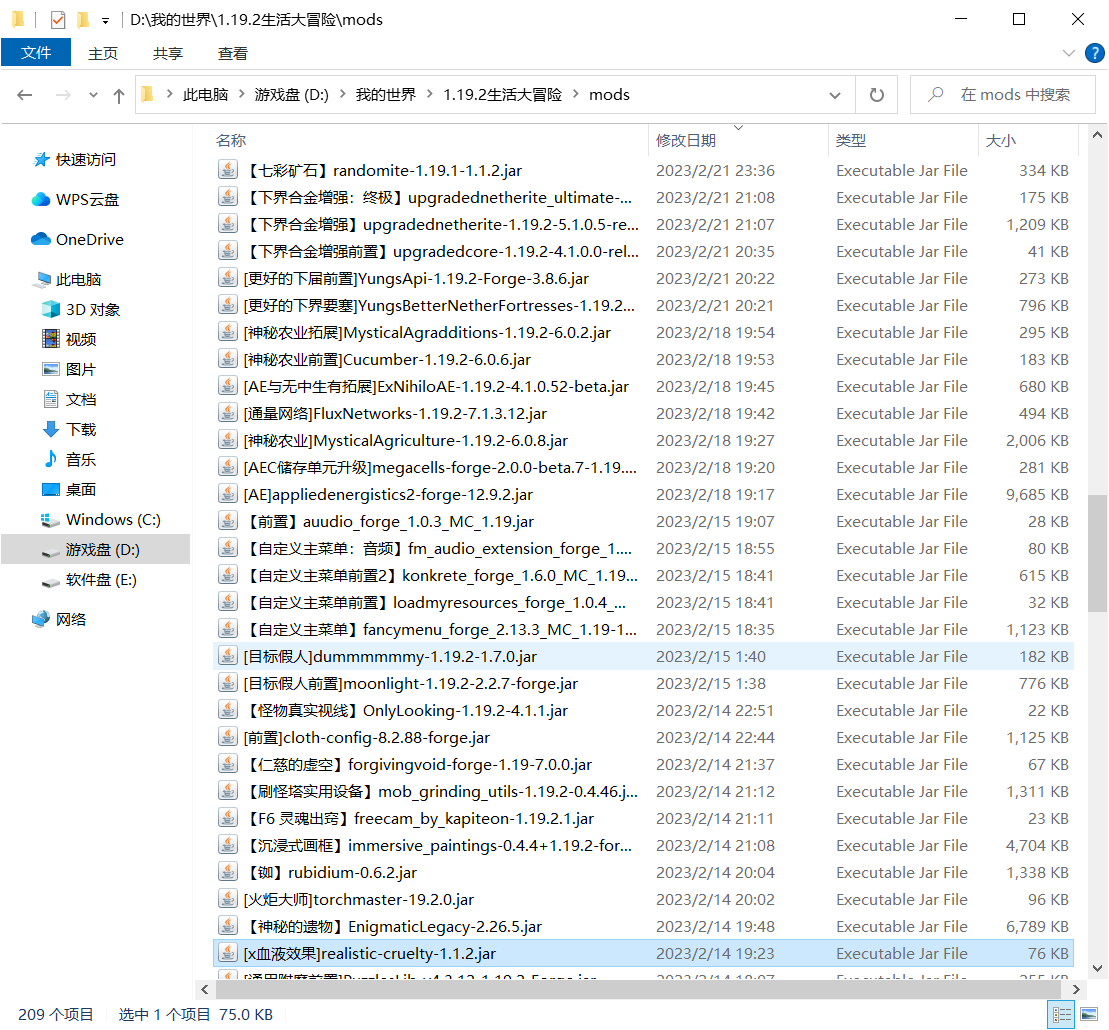 D:\我的世界\1.19.2生活大冒险\mods
文件 主页 共享 查看
此电脑 游戏盘 (D:) 我的世界 1.19.2生活大冒险 mods 在 mods 中搜索
名称 修改日期 类型 大小
快速访问
WPS云盘
OneDrive
此电脑
3D 对象
视频
图片
文档
下载
音乐
桌面
Windows (C:)
游戏盘 (D:)
软件盘 (E:)
网络
【七彩矿石】randomite-1.19.1-1.1.2.jar 2023/2/21 23:36 Executable Jar File 334 KB
【下界合金增强：终极】upgradednetherite_ultimate-... 2023/2/21 21:08 Executable Jar File 175 KB
【下界合金增强】upgradednetherite-1.19.2-5.1.0.5-re... 2023/2/21 21:07 Executable Jar File 1,209 KB
【下界合金增强前置】upgradedcore-1.19.2-4.1.0.0-rel... 2023/2/21 20:35 Executable Jar File 41 KB
[更好的下届前置]YungsApi-1.19.2-Forge-3.8.6.jar 2023/2/21 20:22 Executable Jar File 273 KB
[更好的下界要塞]YungsBetterNetherFortresses-1.19.2... 2023/2/21 20:21 Executable Jar File 796 KB
[神秘农业拓展]MysticalAgradditions-1.19.2-6.0.2.jar 2023/2/18 19:54 Executable Jar File 295 KB
[神秘农业前置]Cucumber-1.19.2-6.0.6.jar 2023/2/18 19:53 Executable Jar File 183 KB
[AE与无中生有拓展]ExNihiloAE-1.19.2-4.1.0.52-beta.jar 2023/2/18 19:45 Executable Jar File 680 KB
[通量网络]FluxNetworks-1.19.2-7.1.3.12.jar 2023/2/18 19:42 Executable Jar File 494 KB
[神秘农业]MysticalAgriculture-1.19.2-6.0.8.jar 2023/2/18 19:27 Executable Jar File 2,006 KB
[AEC储存单元升级]megacells-forge-2.0.0-beta.7-1.19.... 2023/2/18 19:20 Executable Jar File 281 KB
[AE]appliedenergistics2-forge-12.9.2.jar 2023/2/18 19:17 Executable Jar File 9,685 KB
【前置】auudio_forge_1.0.3_MC_1.19.jar 2023/2/15 19:07 Executable Jar File 28 KB
【自定义主菜单：音频】fm_audio_extension_forge_1.... 2023/2/15 18:55 Executable Jar File 80 KB
【自定义主菜单前置2】konkrete_forge_1.6.0_MC_1.19... 2023/2/15 18:41 Executable Jar File 615 KB
【自定义主菜单前置】loadmyresources_forge_1.0.4_... 2023/2/15 18:41 Executable Jar File 32 KB
【自定义主菜单】fancymenu_forge_2.13.3_MC_1.19-1... 2023/2/15 18:35 Executable Jar File 1,123 KB
[目标假人]dummmmmmy-1.19.2-1.7.0.jar 2023/2/15 1:40 Executable Jar File 182 KB
[目标假人前置]moonlight-1.19.2-2.2.7-forge.jar 2023/2/15 1:38 Executable Jar File 776 KB
【怪物真实视线】OnlyLooking-1.19.2-4.1.1.jar 2023/2/14 22:51 Executable Jar File 22 KB
[前置]cloth-config-8.2.88-forge.jar 2023/2/14 22:44 Executable Jar File 1,125 KB
【仁慈的虚空】forgivingvoid-forge-1.19-7.0.0.jar 2023/2/14 21:37 Executable Jar File 67 KB
【刷怪塔实用设备】mob_grinding_utils-1.19.2-0.4.46.j... 2023/2/14 21:12 Executable Jar File 1,311 KB
【F6 灵魂出窍】freecam_by_kapiteon-1.19.2.1.jar 2023/2/14 21:11 Executable Jar File 23 KB
【沉浸式画框】immersive_paintings-0.4.4+1.19.2-for... 2023/2/14 21:08 Executable Jar File 4,704 KB
【铷】rubidium-0.6.2.jar 2023/2/14 20:04 Executable Jar File 1,338 KB
[火炬大师]torchmaster-19.2.0.jar 2023/2/14 20:02 Executable Jar File 96 KB
【神秘的遗物】EnigmaticLegacy-2.26.5.jar 2023/2/14 19:48 Executable Jar File 6,789 KB
[x血液效果]realistic-cruelty-1.1.2.jar 2023/2/14 19:23 Executable Jar File 76 KB
209 个项目 选中 1 个项目 75.0 KB